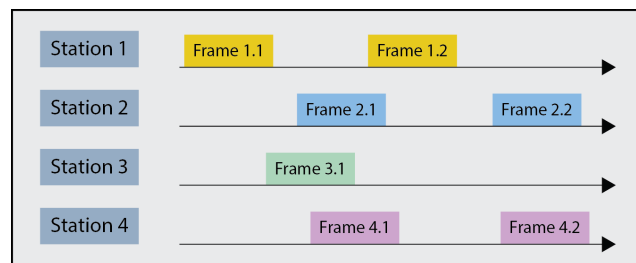 Station 1 Frame 1.1 Frame 1.2
Station 2 Frame 2.1 Frame 2.2
Station 3 Frame 3.1
Station 4 Frame 4.1 Frame 4.2